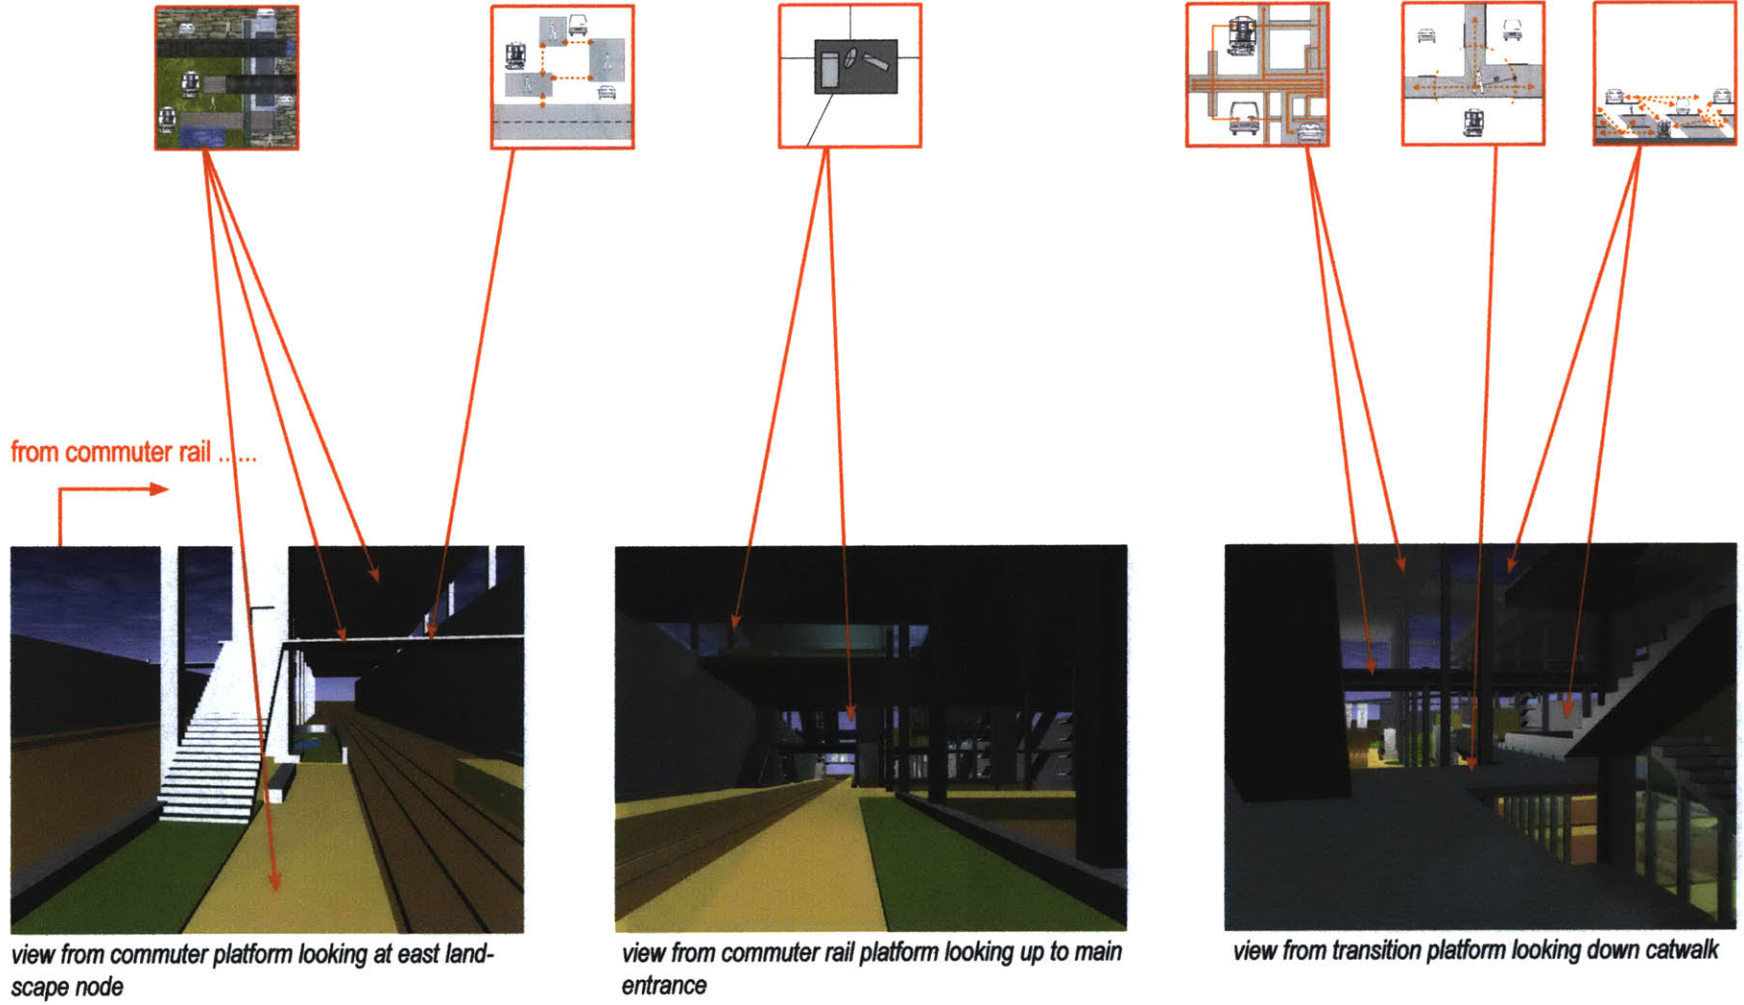 from commuter rail ......
view from commuter platform looking at east land-
scape node
view from commuter rail platform looking up to main
entrance
view from transition platform looking down catwalk